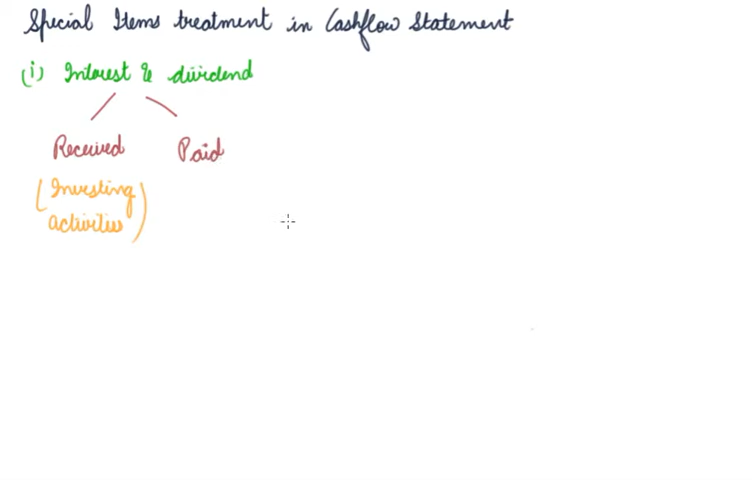 Special Items treatment in Cashflow Statement
(i) Interest & dividend
Received Paid
(Investing
activities)